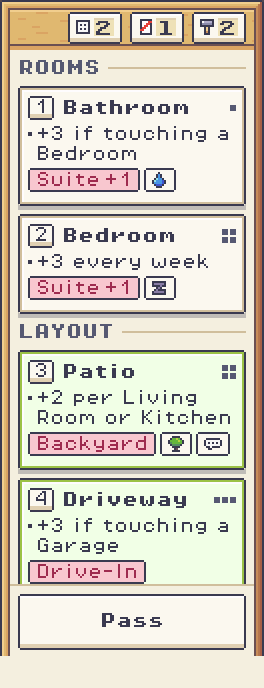 2 1 2
ROOMS
1 Bathroom
•+3 if touching a
Bedroom
Suite +1
2 Bedroom
•+3 every week
Suite +1
LAYOUT
3 Patio
•+2 per Living
Room or Kitchen
Backyard
4 Driveway
•+3 if touching a
Garage
Drive-In
Pass